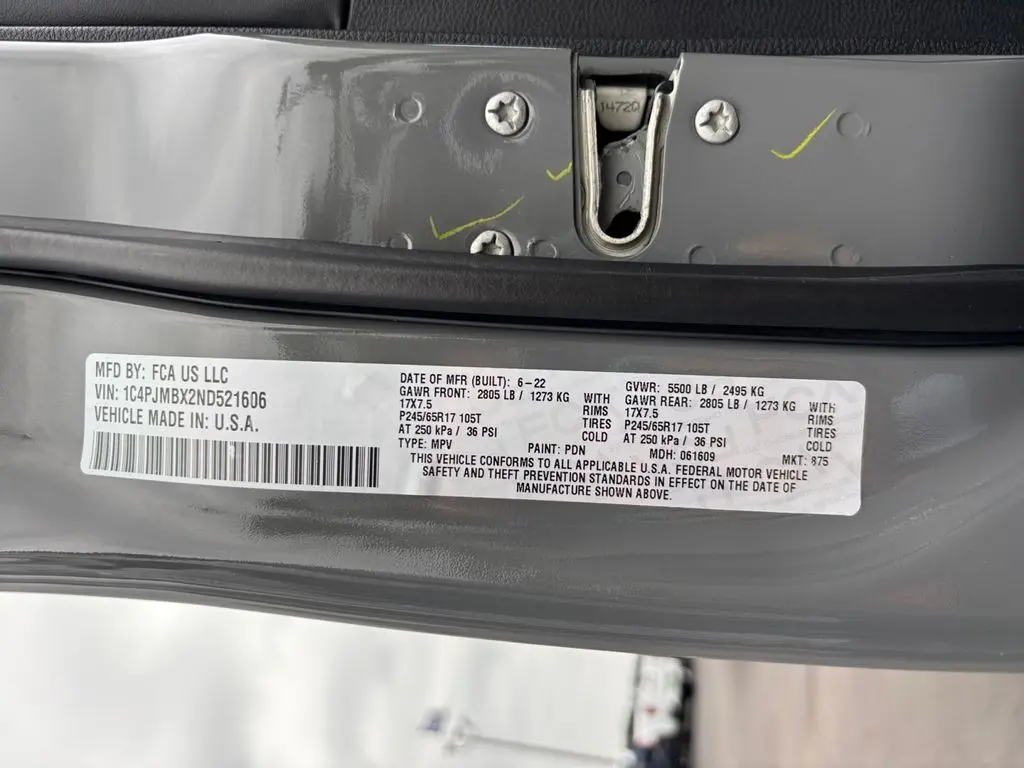 1472Q
MFD BY: FCA US LLC
VIN: 1C4PJMBX2ND521606
VEHICLE MADE IN: U.S.A.
DATE OF MFR (BUILT): 6-22
GAWR FRONT: 2805 LB / 1273 KG WITH
17X7.5 RIMS
P245/65R17 105T TIRES
AT 250 kPa / 36 PSI COLD
TYPE: MPV PAINT: PDN
GVWR: 5500 LB / 2495 KG
GAWR REAR: 2805 LB / 1273 KG WITH
17X7.5 RIMS
P245/65R17 105T TIRES
AT 250 kPa / 36 PSI COLD
MDH: 061609 MKT: 875
THIS VEHICLE CONFORMS TO ALL APPLICABLE U.S.A. FEDERAL MOTOR VEHICLE
SAFETY AND THEFT PREVENTION STANDARDS IN EFFECT ON THE DATE OF
MANUFACTURE SHOWN ABOVE.